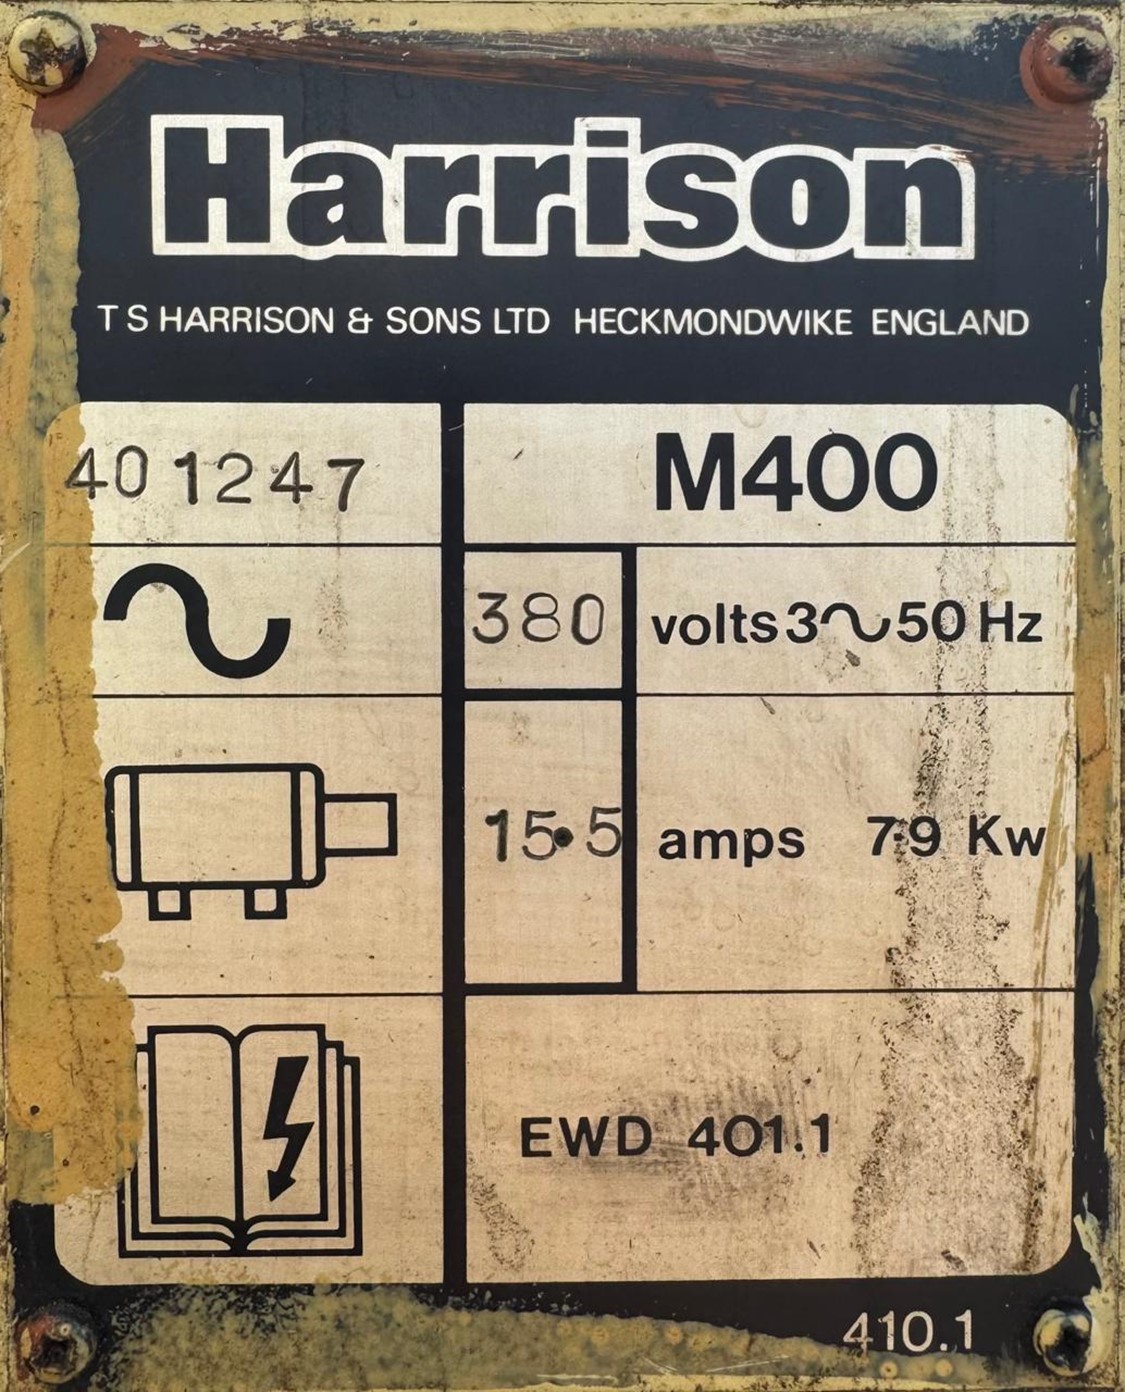 Harrison
T S HARRISON & SONS LTD HECKMONDWIKE ENGLAND
401247 M400
380 volts 3∿50 Hz
15•5 amps 7·9 Kw
EWD 401.1
410.1